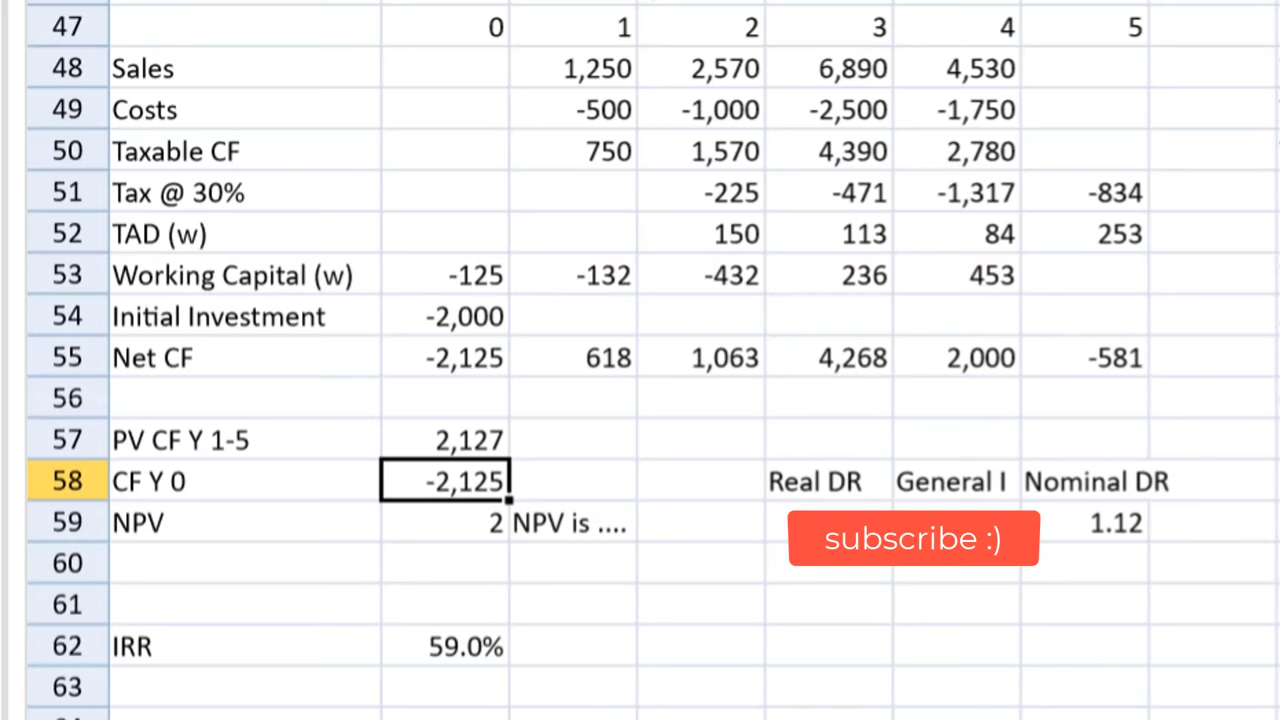 47 0 1 2 3 4 5
48 Sales 1,250 2,570 6,890 4,530
49 Costs -500 -1,000 -2,500 -1,750
50 Taxable CF 750 1,570 4,390 2,780
51 Tax @ 30% -225 -471 -1,317 -834
52 TAD (w) 150 113 84 253
53 Working Capital (w) -125 -132 -432 236 453
54 Initial Investment -2,000
55 Net CF -2,125 618 1,063 4,268 2,000 -581
56
57 PV CF Y 1-5 2,127
58 CF Y 0 -2,125 Real DR General I Nominal DR
59 NPV 2 NPV is .... 1.12
subscribe :)
60
61
62 IRR 59.0%
63